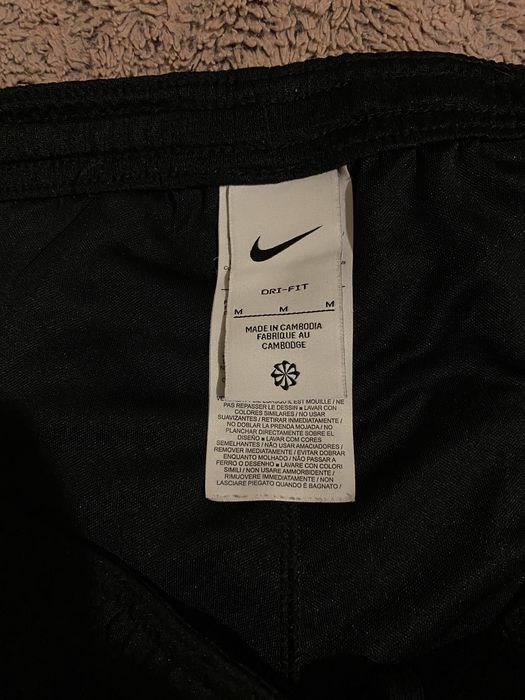 DRI-FIT
M M M
MADE IN CAMBODIA
FABRIQUE AU
CAMBODGE
EST MOUILLÉ / NE
PAS REPASSER LE DESSIN ■ LAVAR CON
COLORES SIMILARES / NO USAR
SUAVIZANTES / RETIRAR INMEDIATAMENTE /
NO DOBLAR LA PRENDA MOJADA / NO
PLANCHAR DIRECTAMENTE SOBRE EL
DISEÑO ■ LAVAR COM CORES
SEMELHANTES / NÃO USAR AMACIADORES /
REMOVER IMEDIATAMENTE / EVITAR DOBRAR
ENQUANTO MOLHADO / NÃO PASSAR A
FERRO O DESENHO ■ LAVARE CON COLORI
SIMILI / NON USARE AMMORBIDENTE /
RIMUOVERE IMMEDIATAMENTE / NON
LASCIARE PIEGATO QUANDO È BAGNATO /